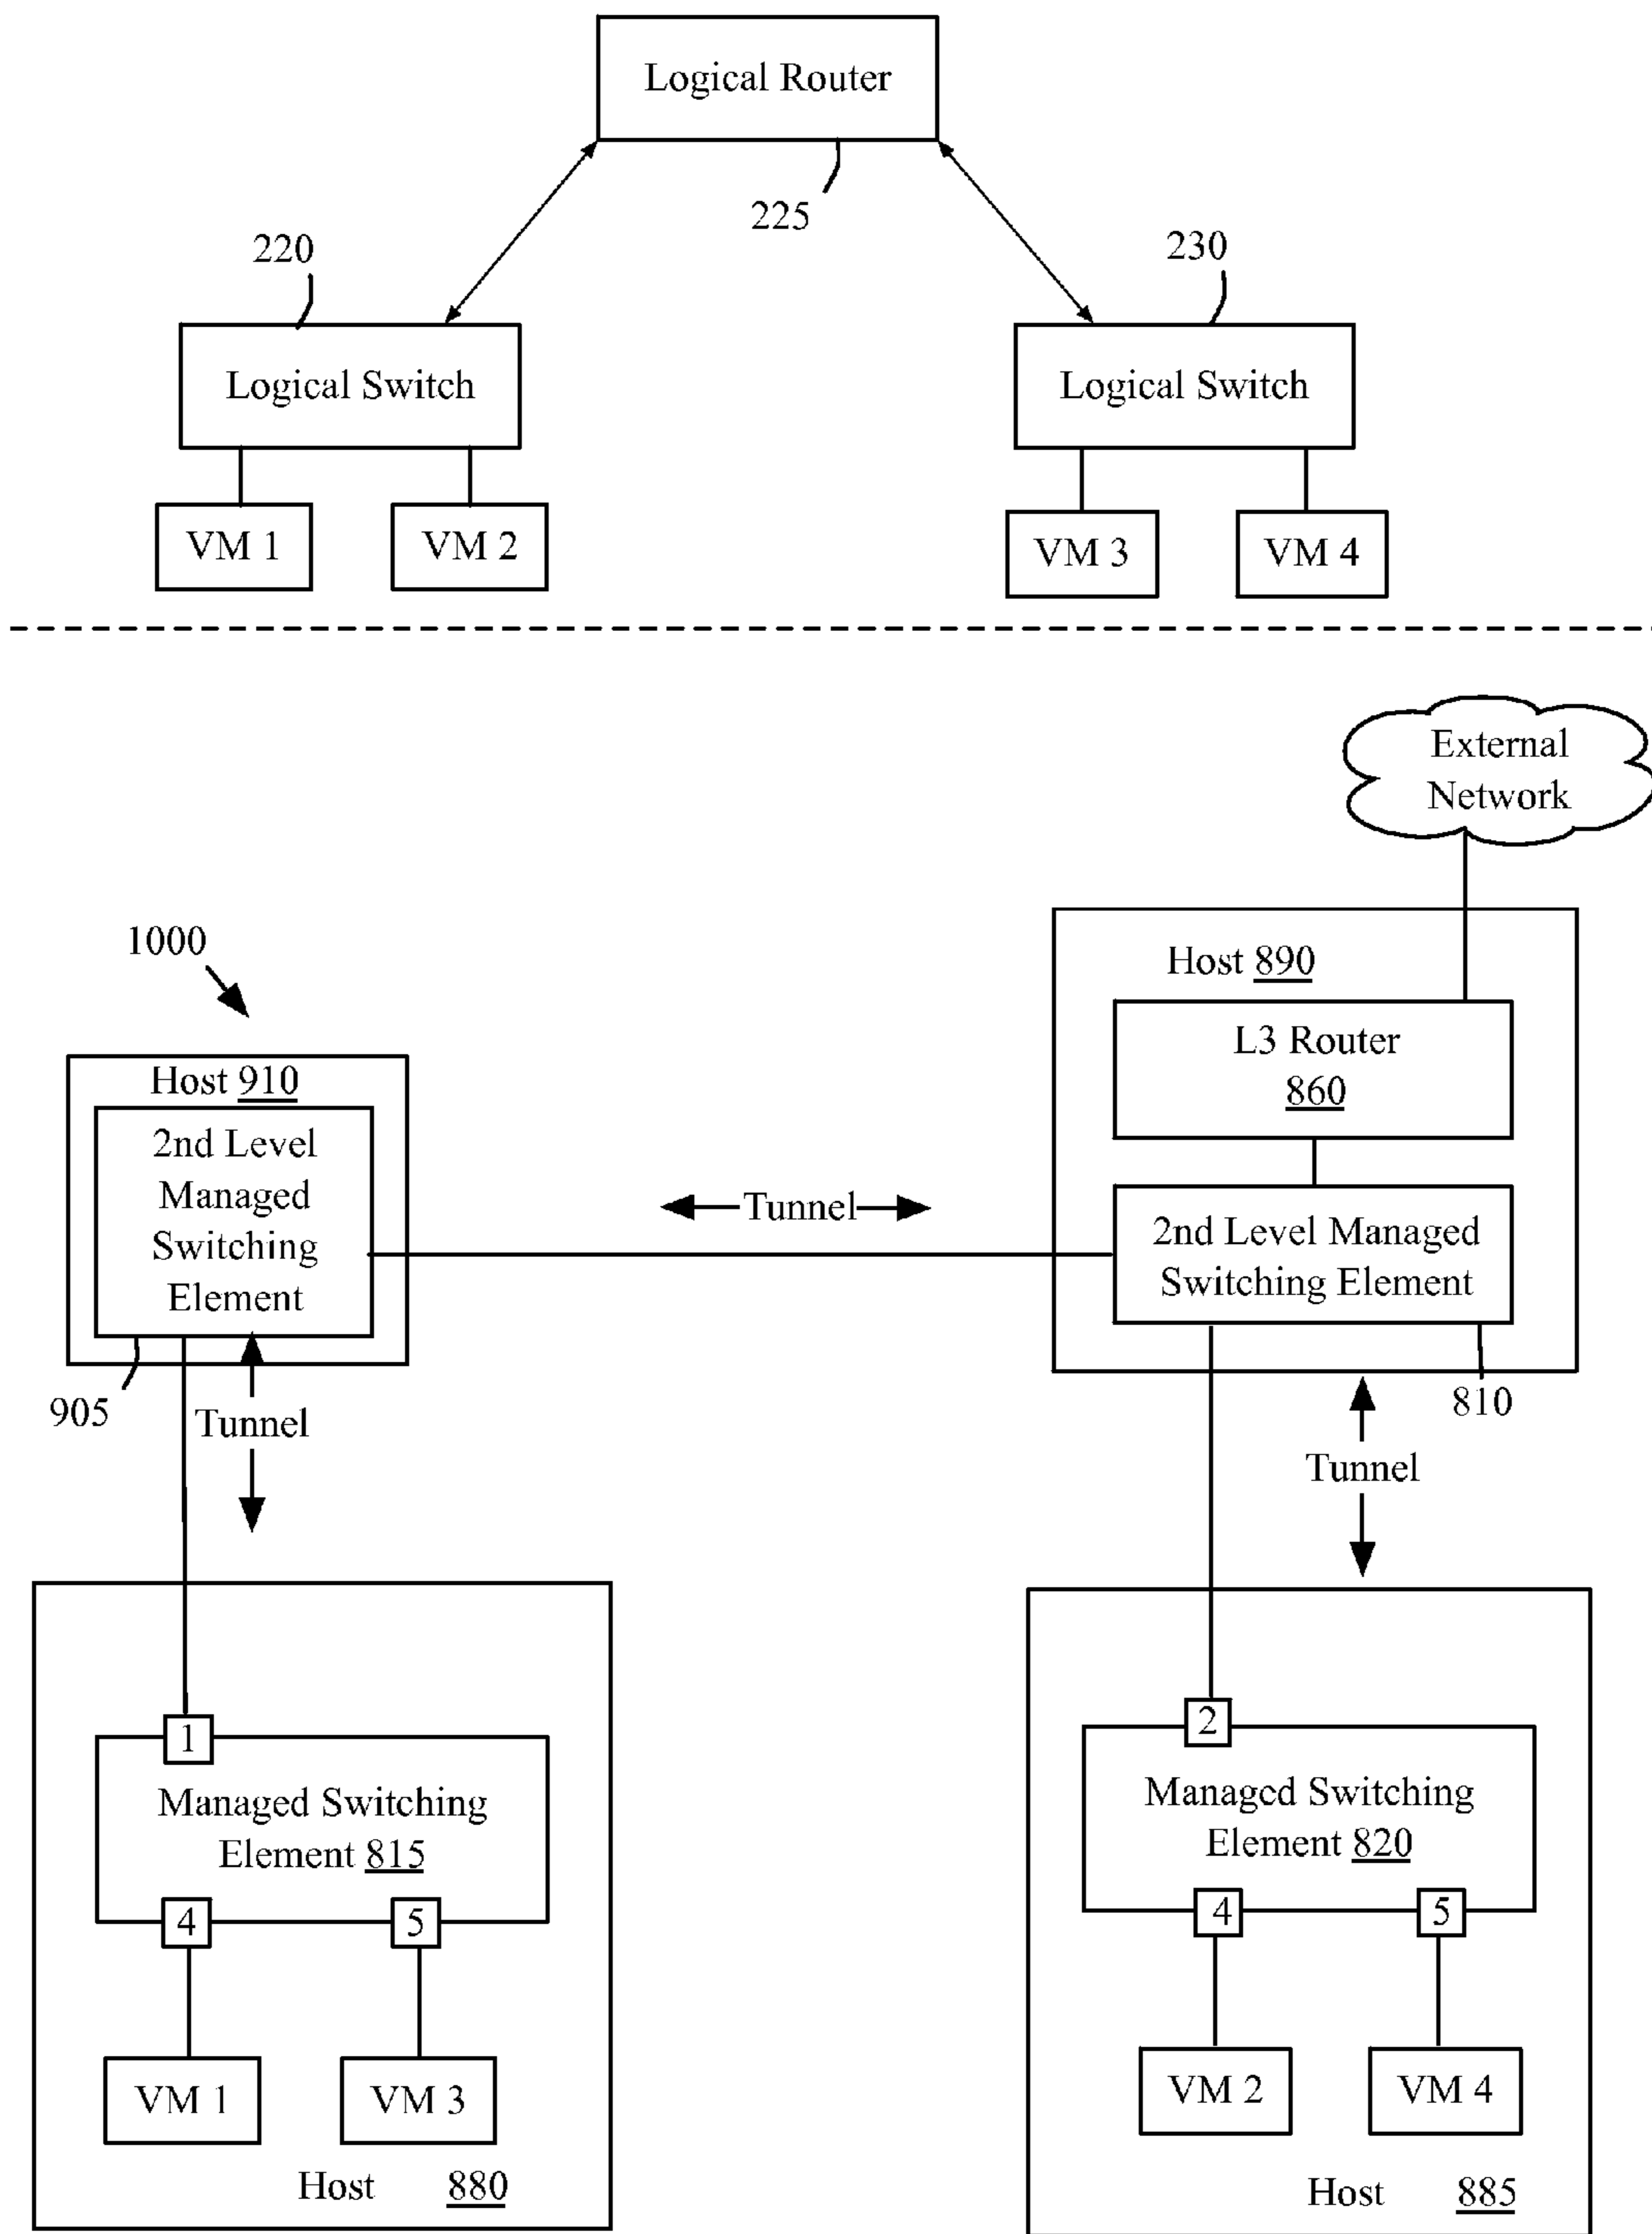 Logical Router
225
220
230
Logical Switch
Logical Switch
VM 1
VM 2
VM 3
VM 4
External
Network
1000
Host 890
L3 Router
860
Host 910
2nd Level
Managed
Switching
Element
Tunnel
2nd Level Managed
Switching Element
905
810
Tunnel
Tunnel
1
Managed Switching
Element 815
4
5
VM 1
VM 3
Host 880
2
Managed Switching
Element 820
4
5
VM 2
VM 4
Host 885